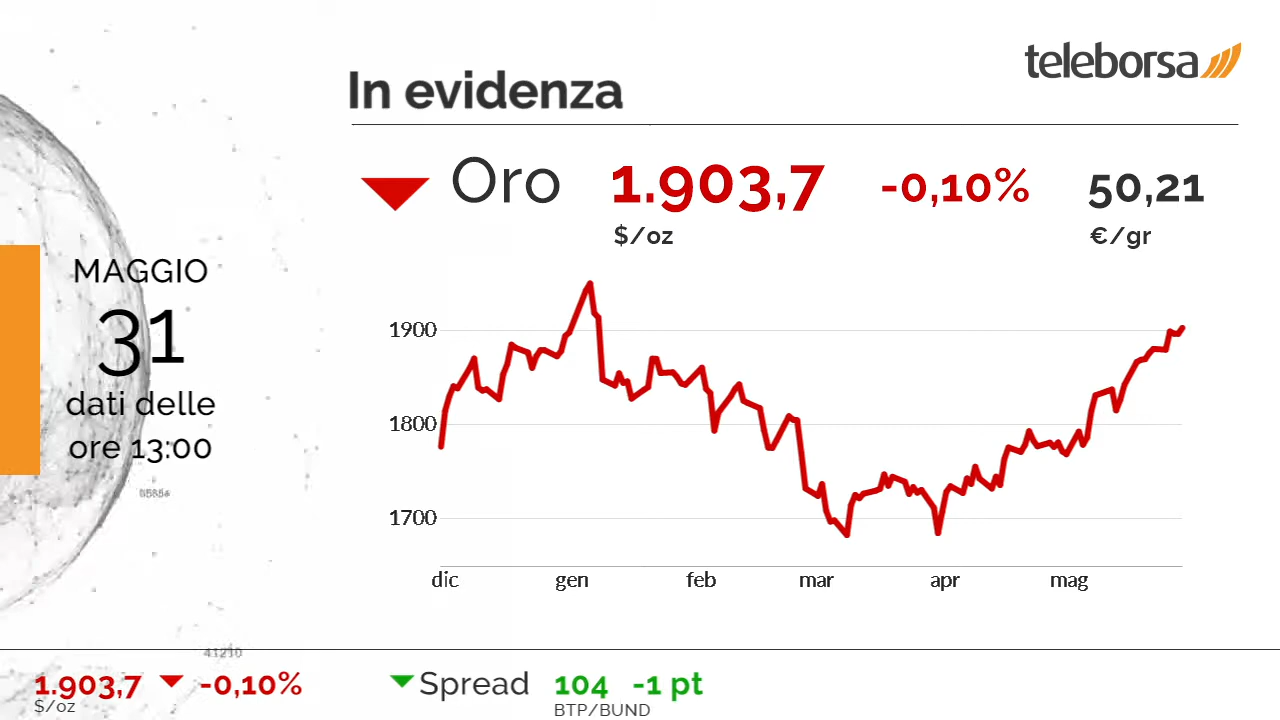 teleborsa
In evidenza
Oro 1.903,7 -0,10% 50,21
$/oz €/gr
MAGGIO
31
dati delle
ore 13:00
1900
1800
1700
dic gen feb mar apr mag
41210
1.903,7 -0,10% Spread 104 -1 pt
$/oz BTP/BUND